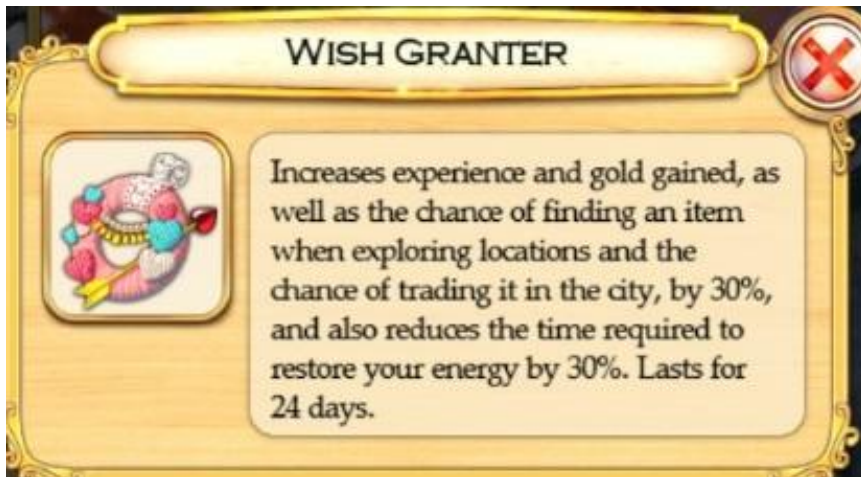 WISH GRANTER
Increases experience and gold gained, as
well as the chance of finding an item
when exploring locations and the
chance of trading it in the city, by 30%,
and also reduces the time required to
restore your energy by 30%. Lasts for
24 days.